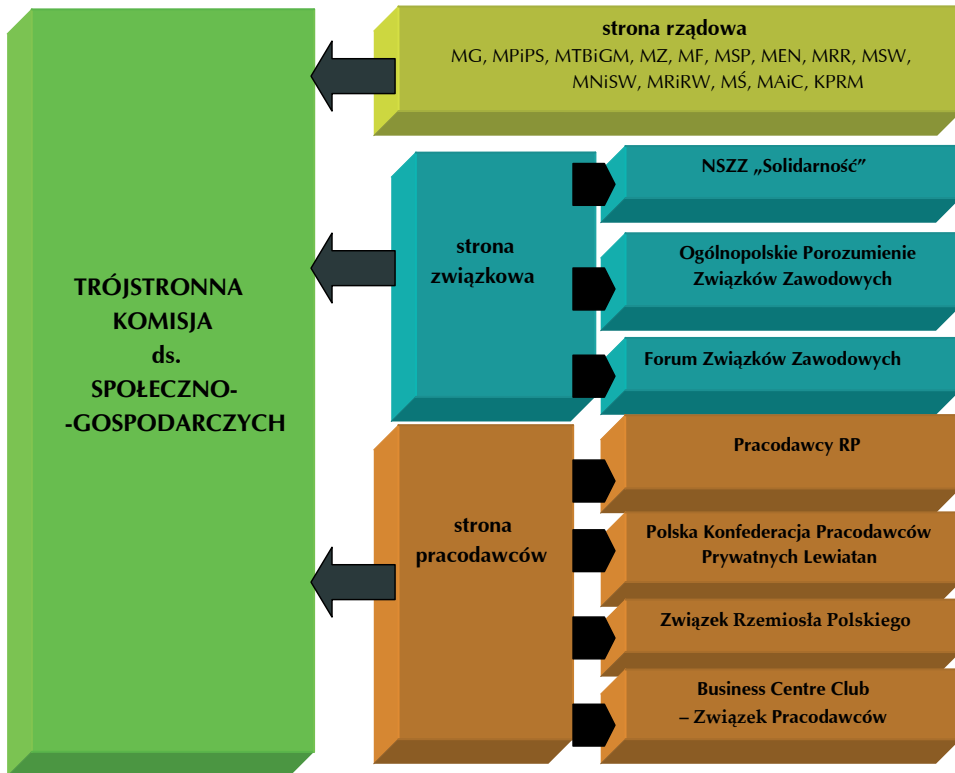 TRÓJSTRONNA
KOMISJA
ds.
SPOŁECZNO-
-GOSPODARCZYCH
strona rządowa
MG, MPiPS, MTBiGM, MZ, MF, MSP, MEN, MRR, MSW,
MNiSW, MRiRW, MŚ, MAiC, KPRM
strona
związkowa
NSZZ „Solidarność”
Ogólnopolskie Porozumienie
Związków Zawodowych
Forum Związków Zawodowych
strona
pracodawców
Pracodawcy RP
Polska Konfederacja Pracodawców
Prywatnych Lewiatan
Związek Rzemiosła Polskiego
Business Centre Club
– Związek Pracodawców